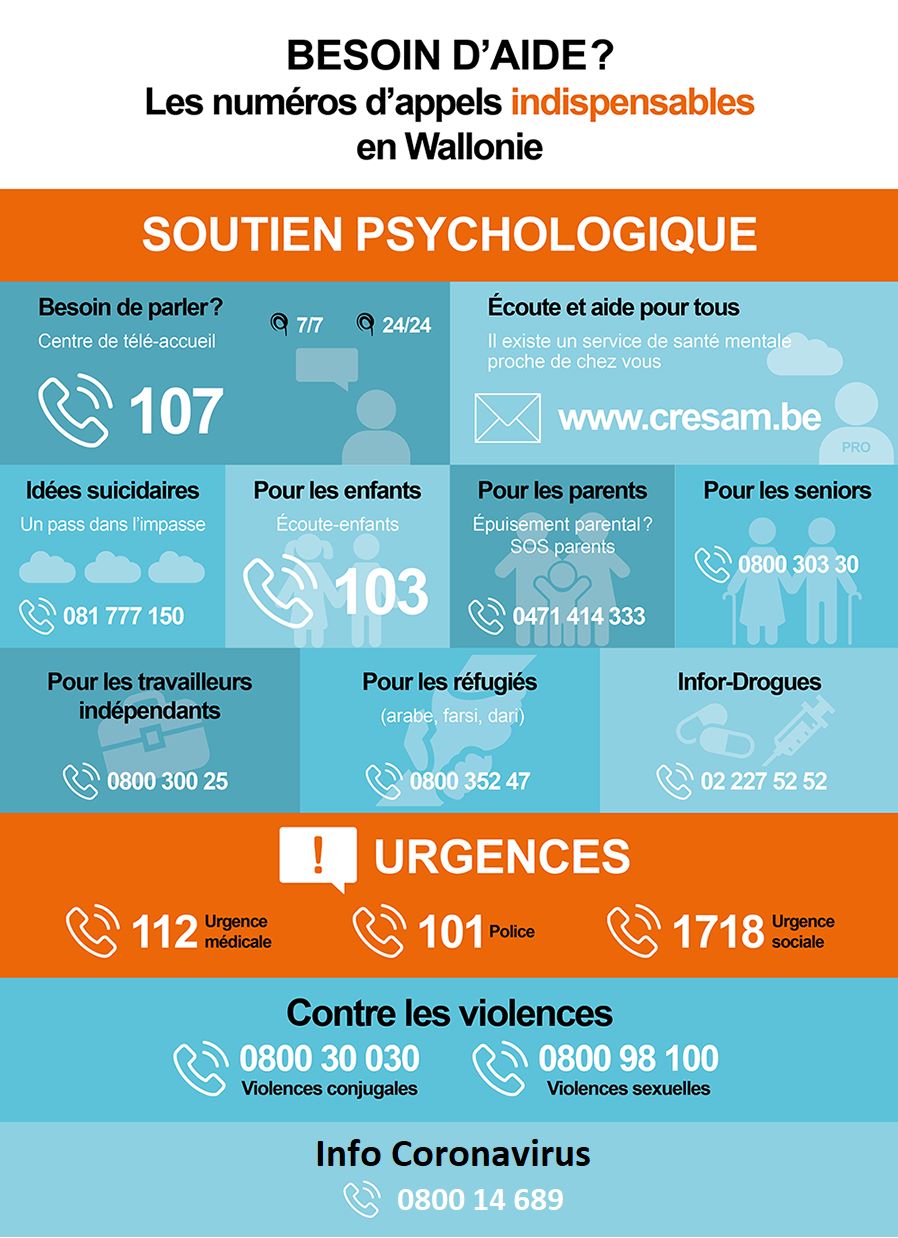 BESOIN D’AIDE?
Les numéros d’appels indispensables
en Wallonie
SOUTIEN PSYCHOLOGIQUE
Besoin de parler?
Centre de télé-accueil
7/7
24/24
107
Écoute et aide pour tous
Il existe un service de santé mentale
proche de chez vous
www.cresam.be
PRO
Idées suicidaires
Un pass dans l’impasse
081 777 150
Pour les enfants
Écoute-enfants
103
Pour les parents
Épuisement parental?
SOS parents
0471 414 333
Pour les seniors
0800 303 30
Pour les travailleurs
indépendants
0800 300 25
Pour les réfugiés
(arabe, farsi, dari)
0800 352 47
Infor-Drogues
02 227 52 52
! URGENCES
112 Urgence
médicale
101 Police
1718 Urgence
sociale
Contre les violences
0800 30 030
Violences conjugales
0800 98 100
Violences sexuelles
Info Coronavirus
0800 14 689